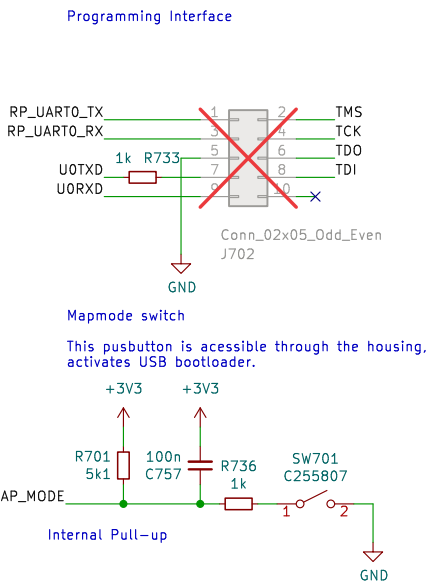 Programming Interface
RP_UART0_TX 1 2 TMS
RP_UART0_RX 3 4 TCK
5 6 TDO
1k R733
U0TXD 7 8 TDI
U0RXD 9 10
Conn_02x05_Odd_Even
J702
GND
Mapmode switch
This pusbutton is acessible through the housing,
activates USB bootloader.
+3V3 +3V3
R701 5k1
100n C757
R736 1k
SW701
C255807
AP_MODE
1 2
Internal Pull-up
GND